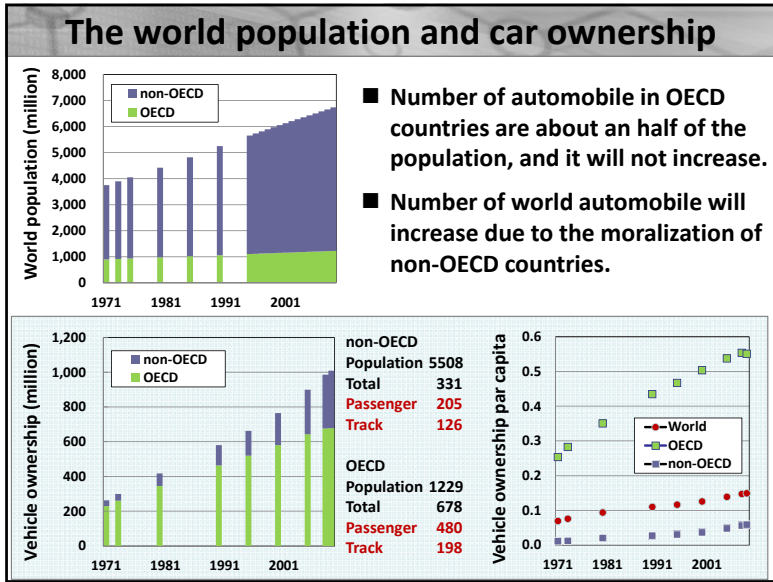 The world population and car ownership
World population (million)
8,000
7,000
6,000
5,000
4,000
3,000
2,000
1,000
0
non-OECD
OECD
1971 1981 1991 2001
■ Number of automobile in OECD
countries are about an half of the
population, and it will not increase.
■ Number of world automobile will
increase due to the moralization of
non-OECD countries.
Vehicle ownership (million)
1,200
1,000
800
600
400
200
0
non-OECD
OECD
1971 1981 1991 2001
non-OECD
Population 5508
Total 331
Passenger 205
Track 126
OECD
Population 1229
Total 678
Passenger 480
Track 198
Vehicle ownership par capita
0.6
0.5
0.4
0.3
0.2
0.1
0.0
World
OECD
non-OECD
1971 1981 1991 2001